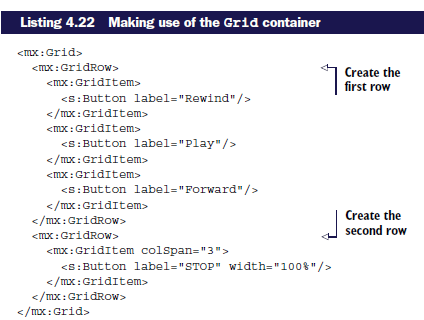 Listing 4.22 Making use of the Grid container
<mx:Grid>
<mx:GridRow>
Create the
first row
<mx:GridItem>
<s:Button label="Rewind"/>
</mx:GridItem>
<mx:GridItem>
<s:Button label="Play"/>
</mx:GridItem>
<mx:GridItem>
<s:Button label="Forward"/>
</mx:GridItem>
</mx:GridRow>
Create the
second row
<mx:GridRow>
<mx:GridItem colSpan="3">
<s:Button label="STOP" width="100%"/>
</mx:GridItem>
</mx:GridRow>
</mx:Grid>